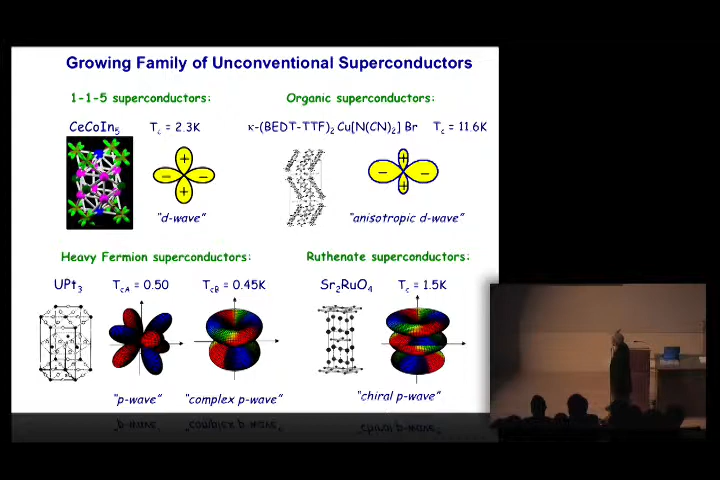 Growing Family of Unconventional Superconductors
1-1-5 superconductors:
CeCoIn5 Tc = 2.3K
+
− −
+
"d-wave"
Organic superconductors:
κ-(BEDT-TTF)2 Cu[N(CN)2] Br Tc = 11.6K
+
− −
+
"anisotropic d-wave"
Heavy Fermion superconductors:
UPt3 TcA = 0.50 TcB = 0.45K
"p-wave" "complex p-wave"
Ruthenate superconductors:
Sr2RuO4 Tc = 1.5K
"chiral p-wave"